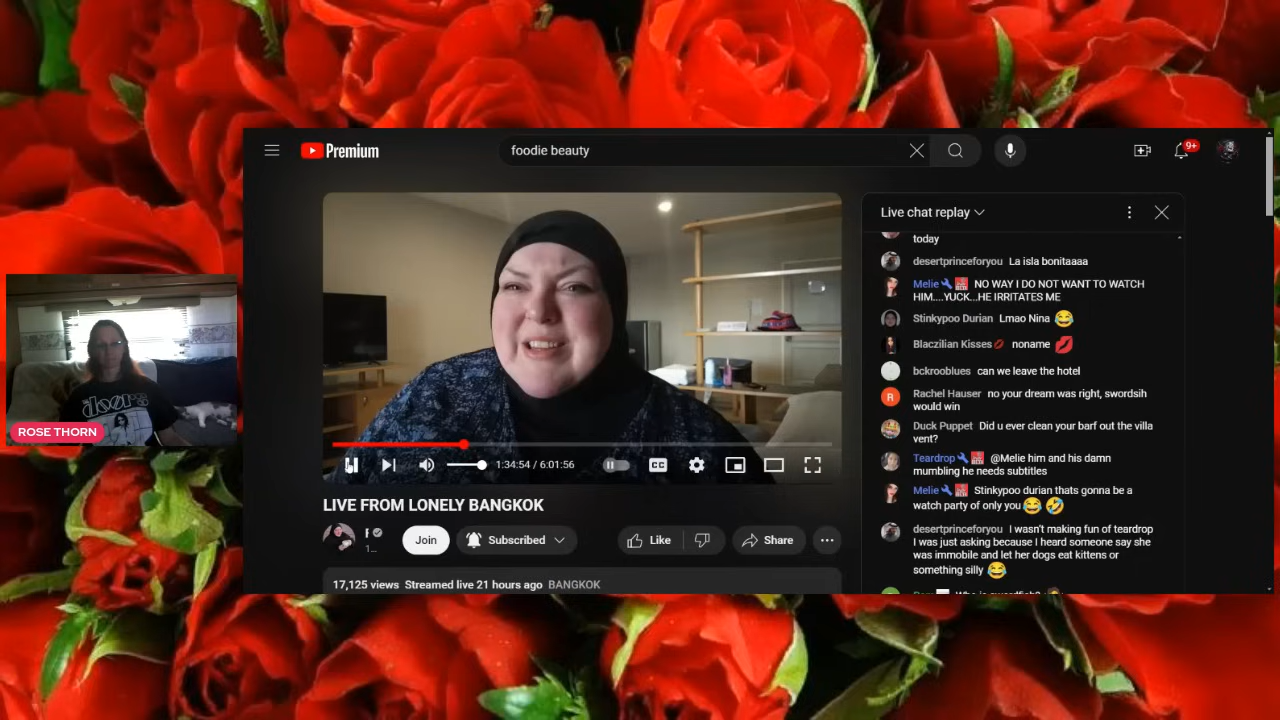 Premium
foodie beauty
9+
Live chat replay
today
desertprinceforyou La isla bonitaaaa
Melie NO WAY I DO NOT WANT TO WATCH
HIM....YUCK...HE IRRITATES ME
Stinkypoo Durian Lmao Nina
Blaczilian Kisses noname
bckrooblues can we leave the hotel
R
Rachel Hauser no your dream was right, swordsih
would win
Duck Puppet Did u ever clean your barf out the villa
vent?
Teardrop @Melie him and his damn
mumbling he needs subtitles
Melie Stinkypoo durian thats gonna be a
watch party of only you
desertprinceforyou I wasn't making fun of teardrop
I was just asking because I heard someone say she
was immobile and let her dogs eat kittens or
something silly
the doors
ROSE THORN
1:34:54 / 6:01:56
CC
LIVE FROM LONELY BANGKOK
Join
Subscribed
Like
Share
17,125 views Streamed live 21 hours ago BANGKOK